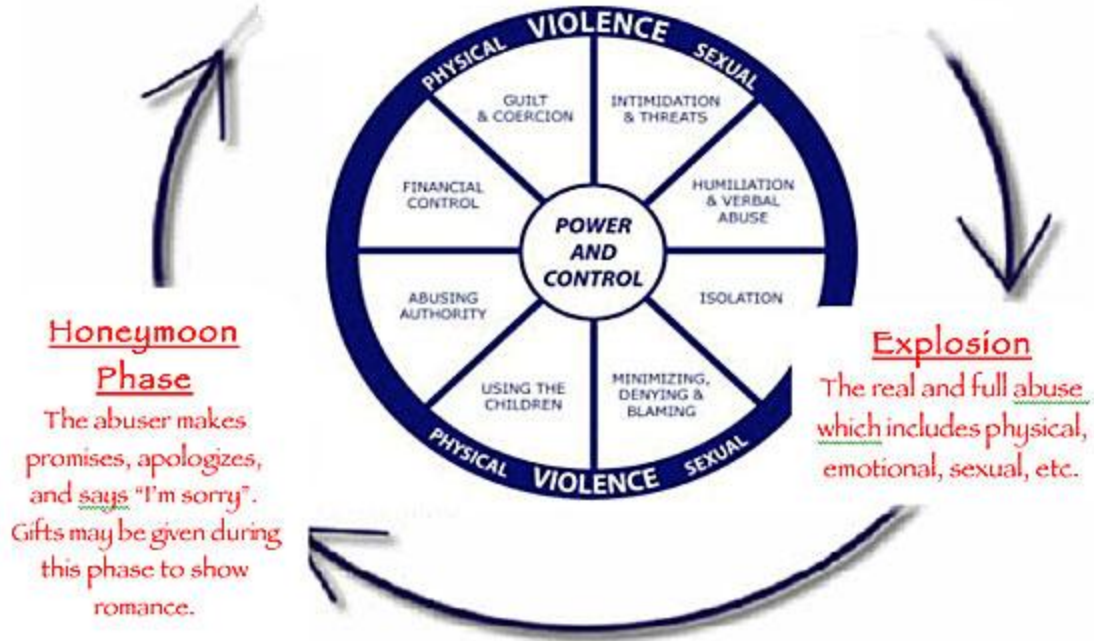 PHYSICAL VIOLENCE SEXUAL
GUILT
& COERCION
INTIMIDATION
& THREATS
HUMILIATION
& VERBAL
ABUSE
ISOLATION
MINIMIZING,
DENYING &
BLAMING
USING THE
CHILDREN
ABUSING
AUTHORITY
FINANCIAL
CONTROL
POWER
AND
CONTROL
PHYSICAL VIOLENCE SEXUAL
Explosion
The real and full abuse
which includes physical,
emotional, sexual, etc.
Honeymoon
Phase
The abuser makes
promises, apologizes,
and says “I’m sorry”.
Gifts may be given during
this phase to show
romance.